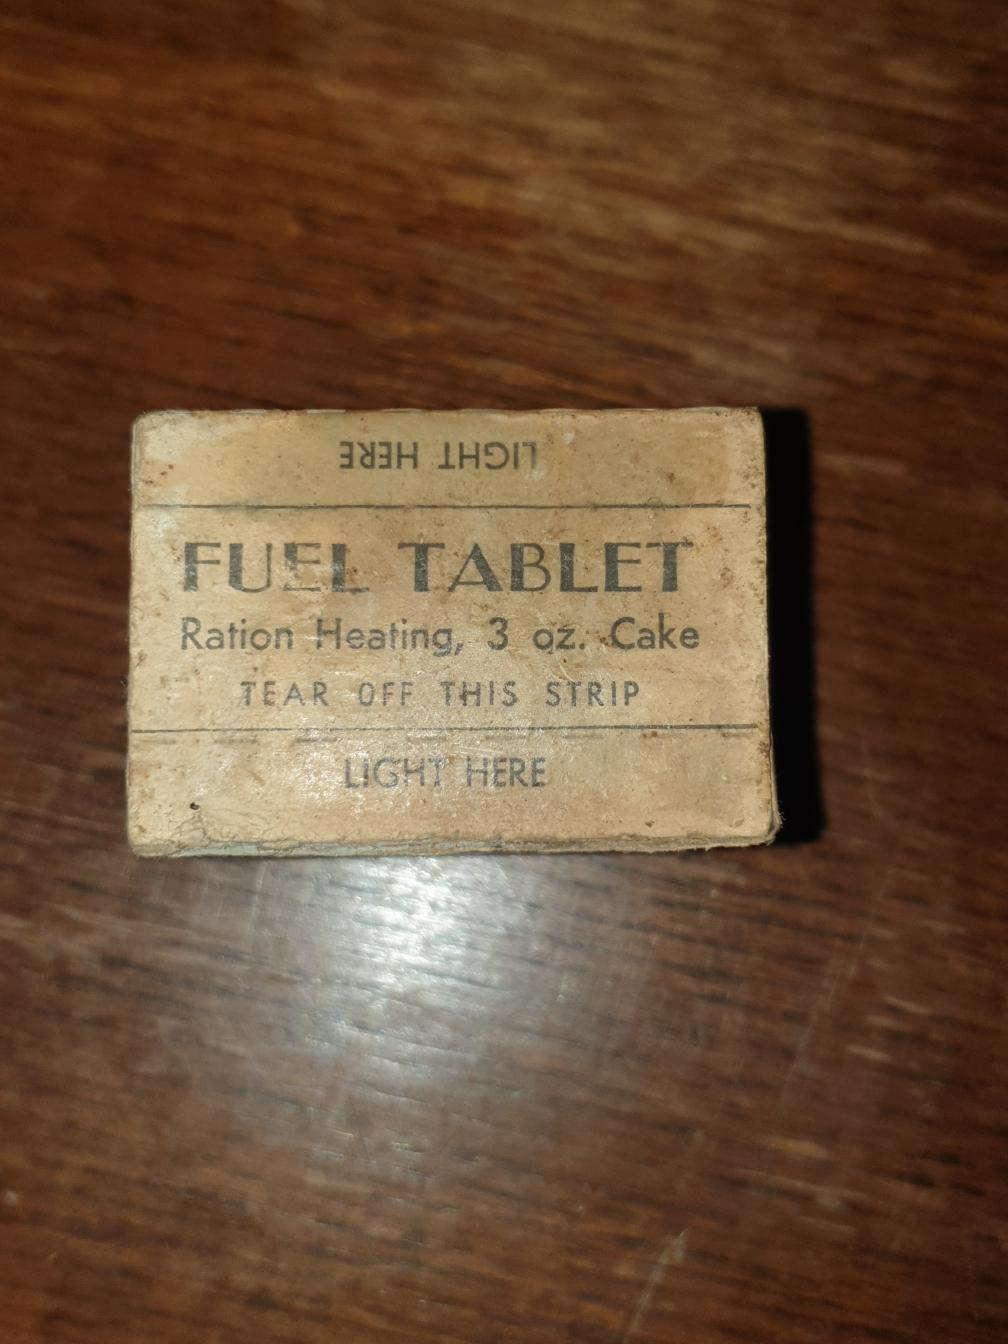 LIGHT HERE
FUEL TABLET
Ration Heating, 3 oz. Cake
TEAR OFF THIS STRIP
LIGHT HERE